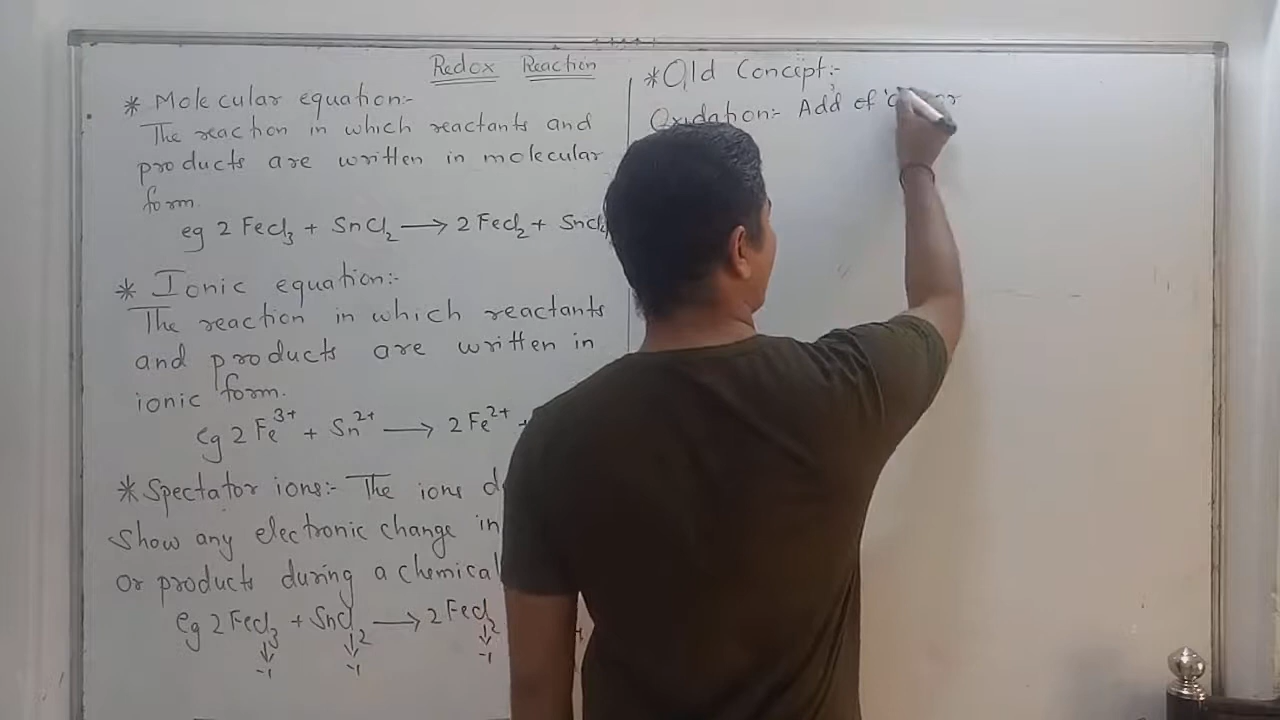 Redox Reaction
* Molecular equation:-
The reaction in which reactants and
products are written in molecular
form.
eg 2 FeCl₃ + SnCl₂ → 2 FeCl₂ + SnCl₄
* Ionic equation:-
The reaction in which reactants
and products are written in
ionic form.
eg 2 Fe³⁺ + Sn²⁺ → 2 Fe²⁺ +
* Spectator ions:- The ions
show any electronic change in
or products during a chemical
eg 2 FeCl₃ + SnCl₂ → 2 FeCl₂
-1 -1 -1
* Old Concept:-
Oxidation:- Add of